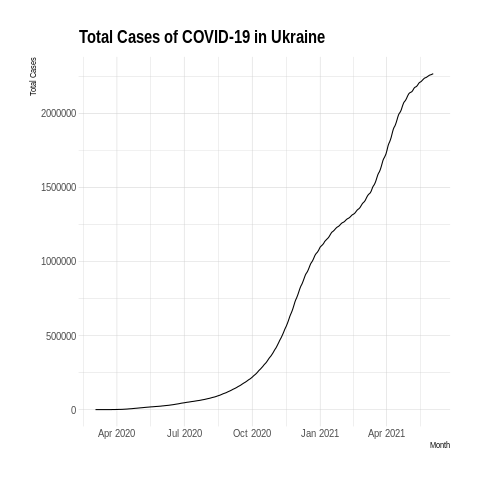 Total Cases of COVID-19 in Ukraine
Total Cases
2000000
1500000
1000000
500000
0
Apr 2020 Jul 2020 Oct 2020 Jan 2021 Apr 2021
Month